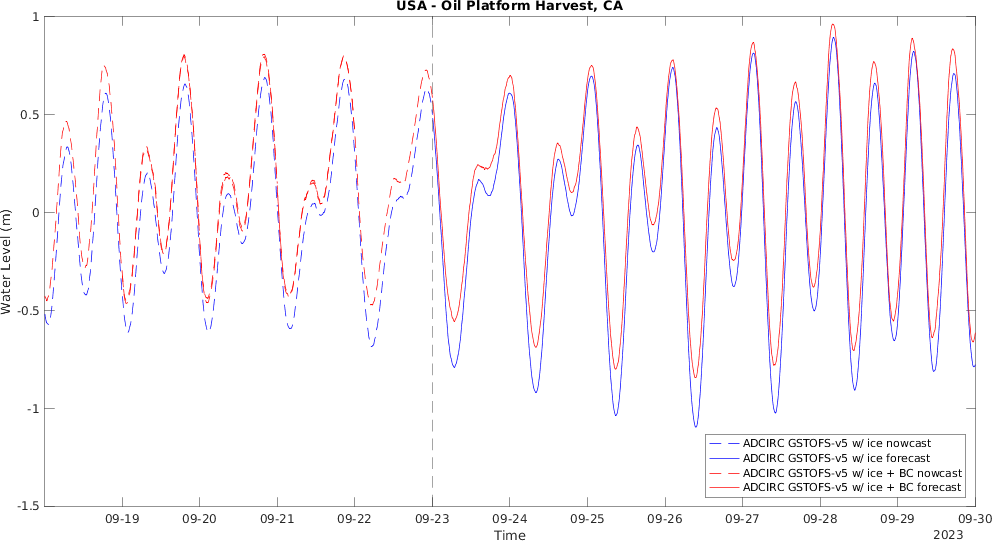 USA - Oil Platform Harvest, CA
1
0.5
0
-0.5
-1
-1.5
Water Level (m)
ADCIRC GSTOFS-v5 w/ ice nowcast
ADCIRC GSTOFS-v5 w/ ice forecast
ADCIRC GSTOFS-v5 w/ ice + BC nowcast
ADCIRC GSTOFS-v5 w/ ice + BC forecast
09-19 09-20 09-21 09-22 09-23 09-24 09-25 09-26 09-27 09-28 09-29 09-30
Time
2023